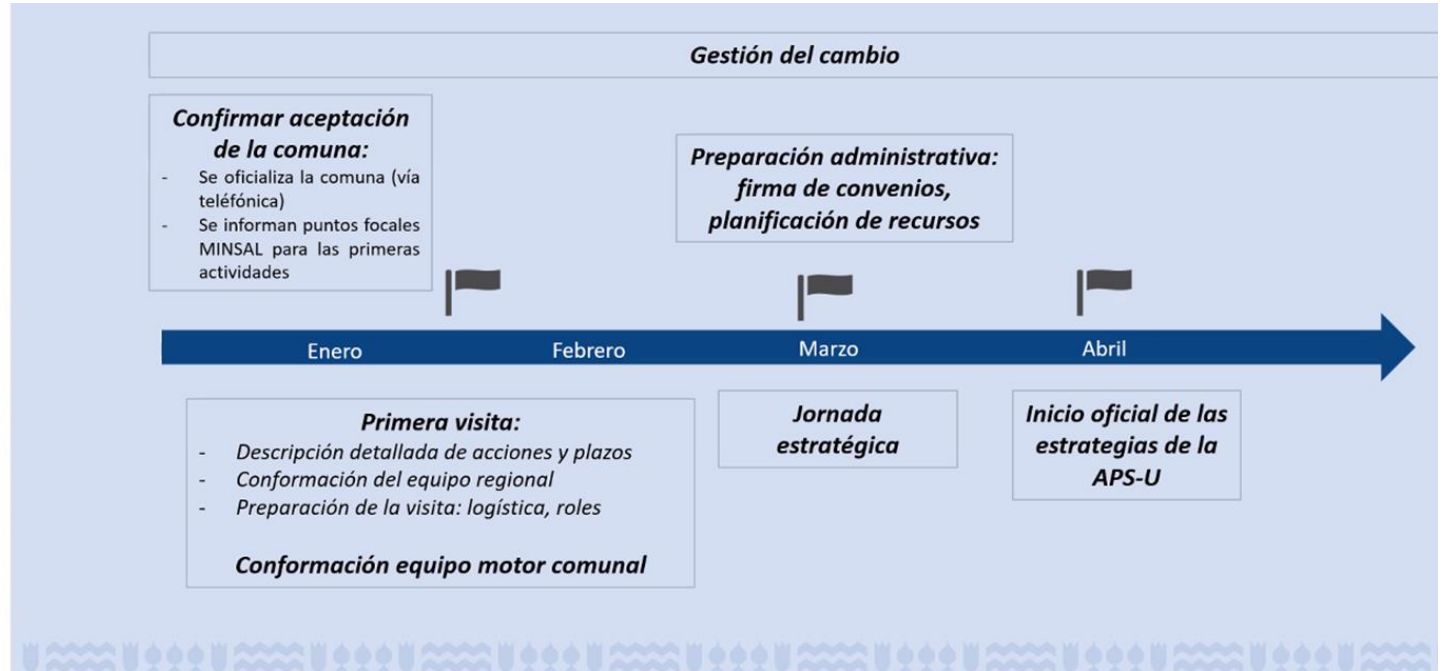 Gestión del cambio
Confirmar aceptación
de la comuna:
- Se oficializa la comuna (vía
teléfónica)
- Se informan puntos focales
MINSAL para las primeras
actividades
Preparación administrativa:
firma de convenios,
planificación de recursos
Enero
Febrero
Marzo
Abril
Primera visita:
- Descripción detallada de acciones y plazos
- Conformación del equipo regional
- Preparación de la visita: logística, roles
Conformación equipo motor comunal
Jornada
estratégica
Inicio oficial de las
estrategias de la
APS-U